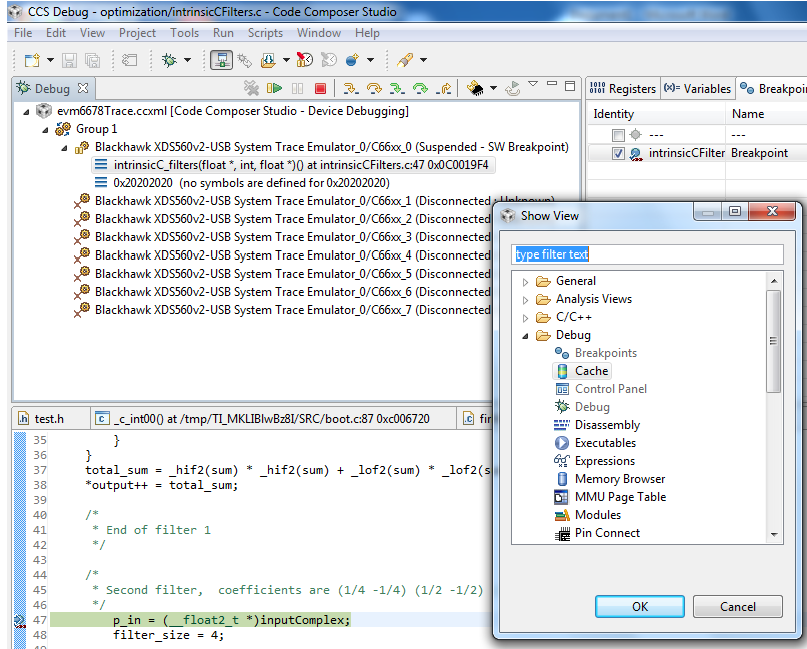 CCS Debug - optimization/intrinsicCFilters.c - Code Composer Studio
File Edit View Project Tools Run Scripts Window Help
Debug
evm6678Trace.ccxml [Code Composer Studio - Device Debugging]
Group 1
Blackhawk XDS560v2-USB System Trace Emulator_0/C66xx_0 (Suspended - SW Breakpoint)
intrinsicC_filters(float *, int, float *)() at intrinsicCFilters.c:47 0x0C0019F4
0x20202020 (no symbols are defined for 0x20202020)
Blackhawk XDS560v2-USB System Trace Emulator_0/C66xx_1 (Disconnected : Unknown)
Blackhawk XDS560v2-USB System Trace Emulator_0/C66xx_2 (Disconnected
Blackhawk XDS560v2-USB System Trace Emulator_0/C66xx_3 (Disconnected
Blackhawk XDS560v2-USB System Trace Emulator_0/C66xx_4 (Disconnected
Blackhawk XDS560v2-USB System Trace Emulator_0/C66xx_5 (Disconnected
Blackhawk XDS560v2-USB System Trace Emulator_0/C66xx_6 (Disconnected
Blackhawk XDS560v2-USB System Trace Emulator_0/C66xx_7 (Disconnected
Registers (x)= Variables Breakpoi
Identity Name
--- ---
intrinsicCFilter Breakpoint
Show View
type filter text
General
Analysis Views
C/C++
Debug
Breakpoints
Cache
Control Panel
Debug
Disassembly
Executables
Expressions
Memory Browser
MMU Page Table
Modules
Pin Connect
OK Cancel
test.h _c_int00() at /tmp/TI_MKLIBlwBz8I/SRC/boot.c:87 0xc006720 fir
35 }
36 }
37 total_sum = _hif2(sum) * _hif2(sum) + _lof2(sum) * _lof2(s
38 *output++ = total_sum;
39
40 /*
41 * End of filter 1
42 */
43
44 /*
45 * Second filter, coefficients are (1/4 -1/4) (1/2 -1/2)
46 */
47 p_in = (__float2_t *)inputComplex;
48 filter_size = 4;